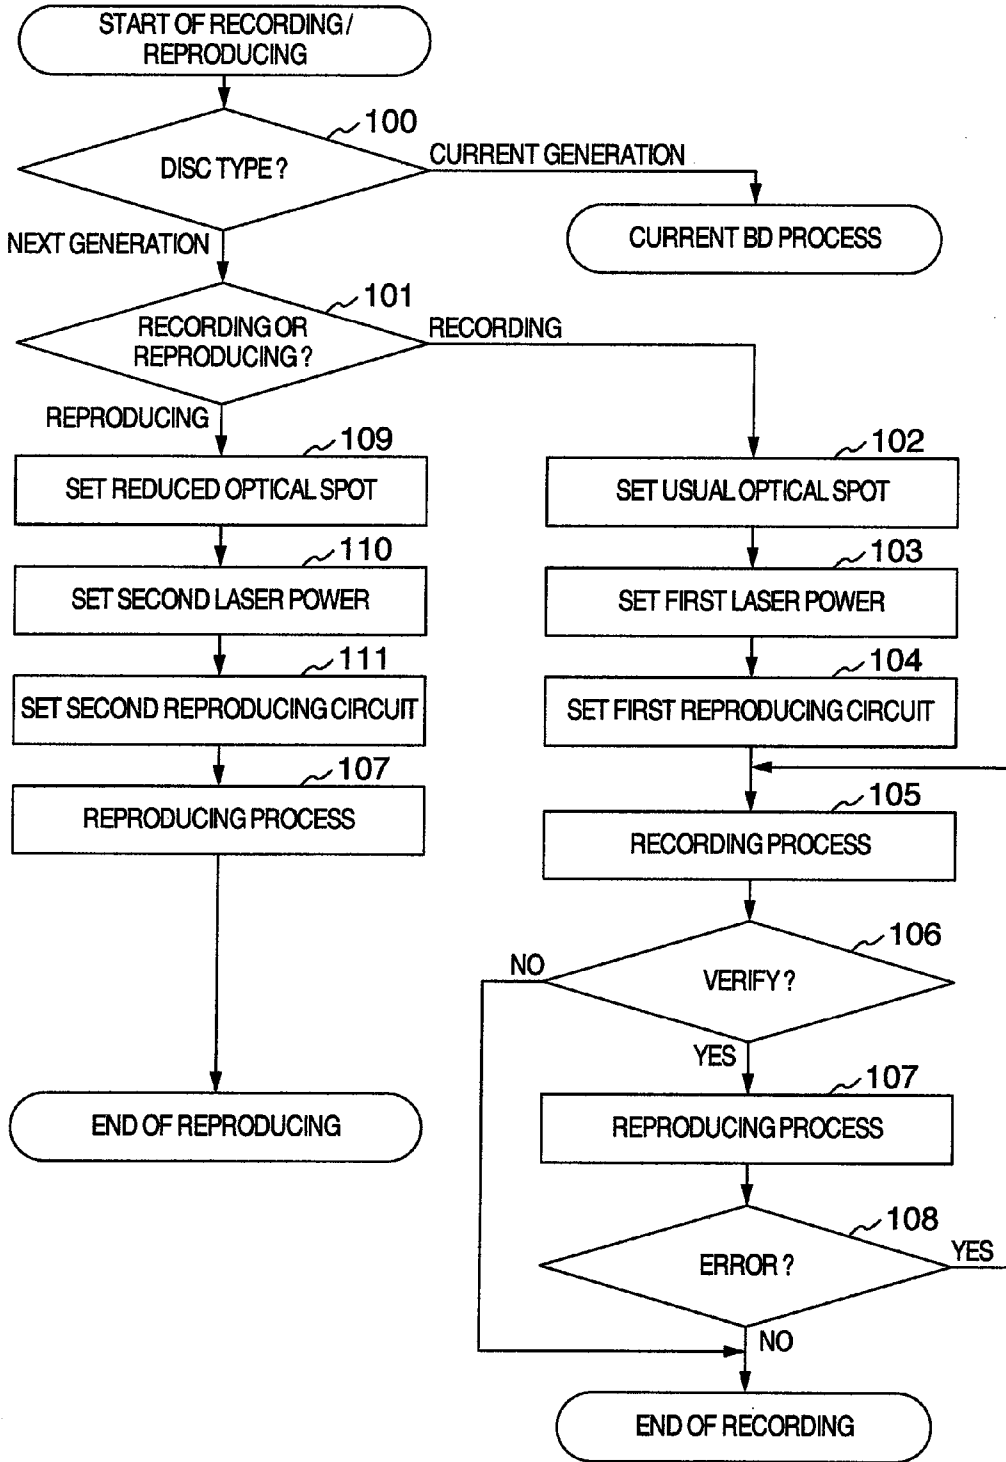 START OF RECORDING /
REPRODUCING
100
DISC TYPE ?
CURRENT GENERATION
CURRENT BD PROCESS
NEXT GENERATION
101
RECORDING OR
REPRODUCING ?
RECORDING
REPRODUCING
109
SET REDUCED OPTICAL SPOT
110
SET SECOND LASER POWER
111
SET SECOND REPRODUCING CIRCUIT
107
REPRODUCING PROCESS
END OF REPRODUCING
102
SET USUAL OPTICAL SPOT
103
SET FIRST LASER POWER
104
SET FIRST REPRODUCING CIRCUIT
105
RECORDING PROCESS
106
VERIFY ?
NO
YES
107
REPRODUCING PROCESS
108
ERROR ?
YES
NO
END OF RECORDING